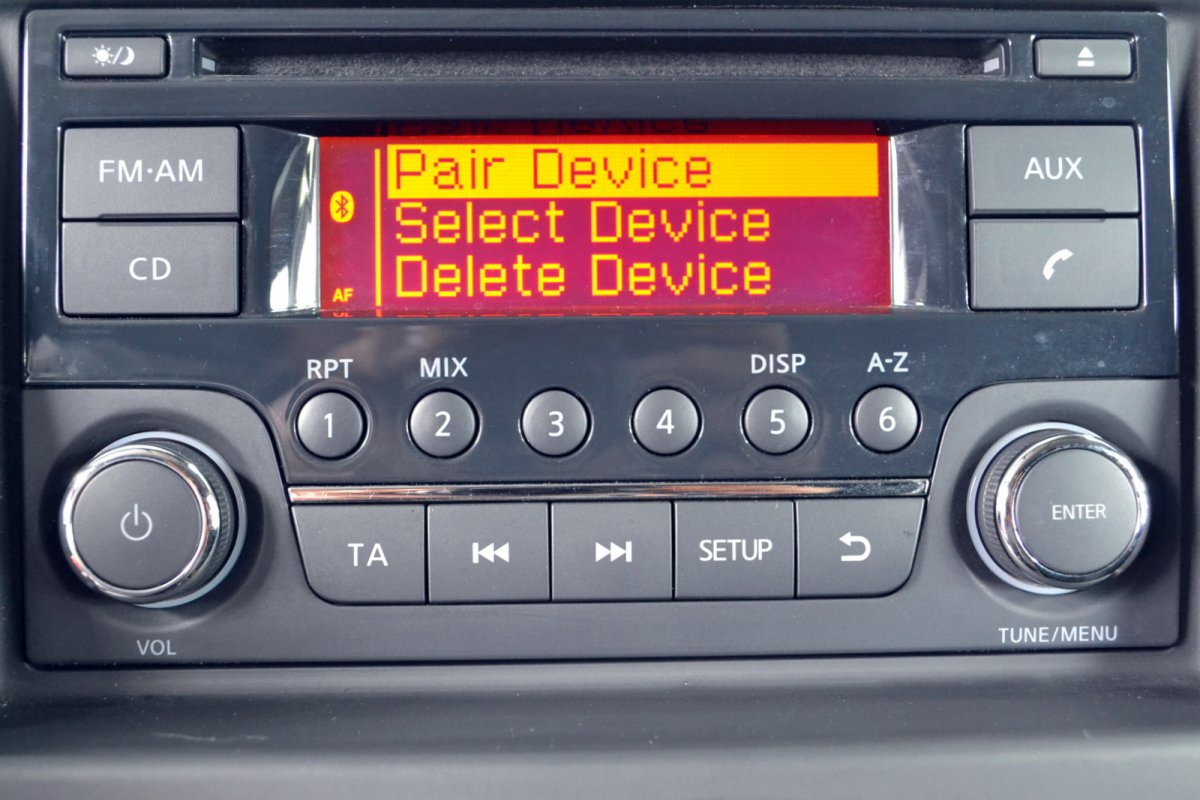 FM·AM
CD
Pair Device
Select Device
Delete Device
AF
AUX
RPT
MIX
DISP
A-Z
1
2
3
4
5
6
TA
SETUP
ENTER
VOL
TUNE/MENU